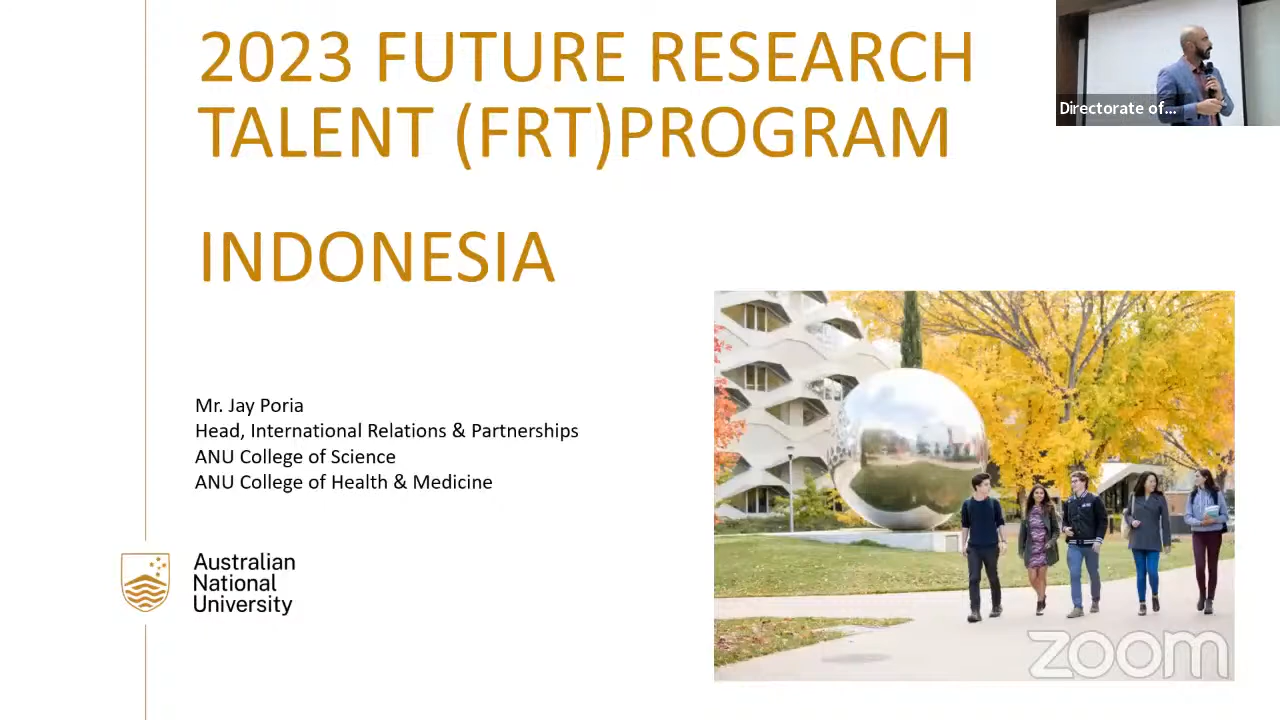 2023 FUTURE RESEARCH
TALENT (FRT)PROGRAM
INDONESIA
Directorate of...
Mr. Jay Poria
Head, International Relations & Partnerships
ANU College of Science
ANU College of Health & Medicine
Australian
National
University
zoom